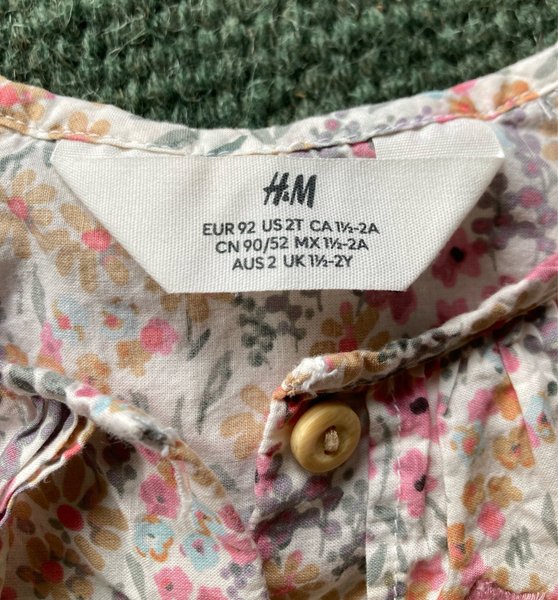 H&M
EUR 92 US 2T CA 1½-2A
CN 90/52 MX 1½-2A
AUS 2 UK 1½-2Y